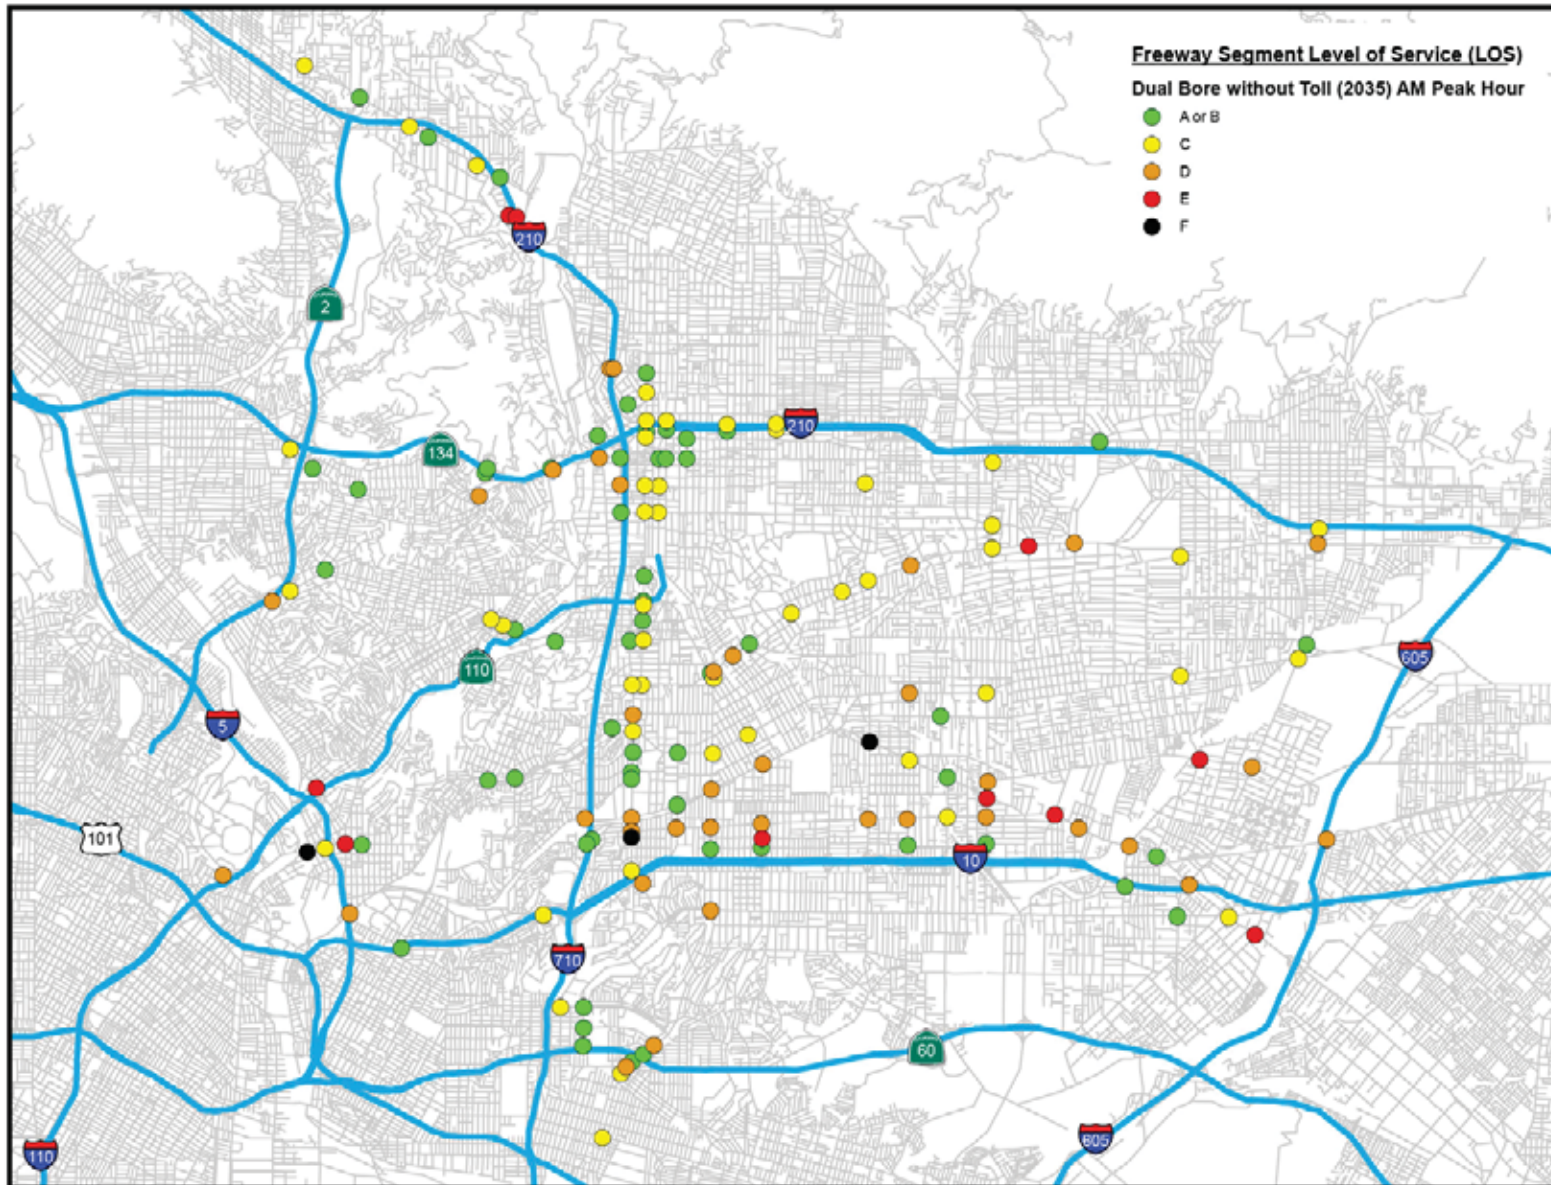 Freeway Segment Level of Service (LOS)
Dual Bore without Toll (2035) AM Peak Hour
A or B
C
D
E
F
210
2
210
134
605
110
5
101
10
710
60
605
110